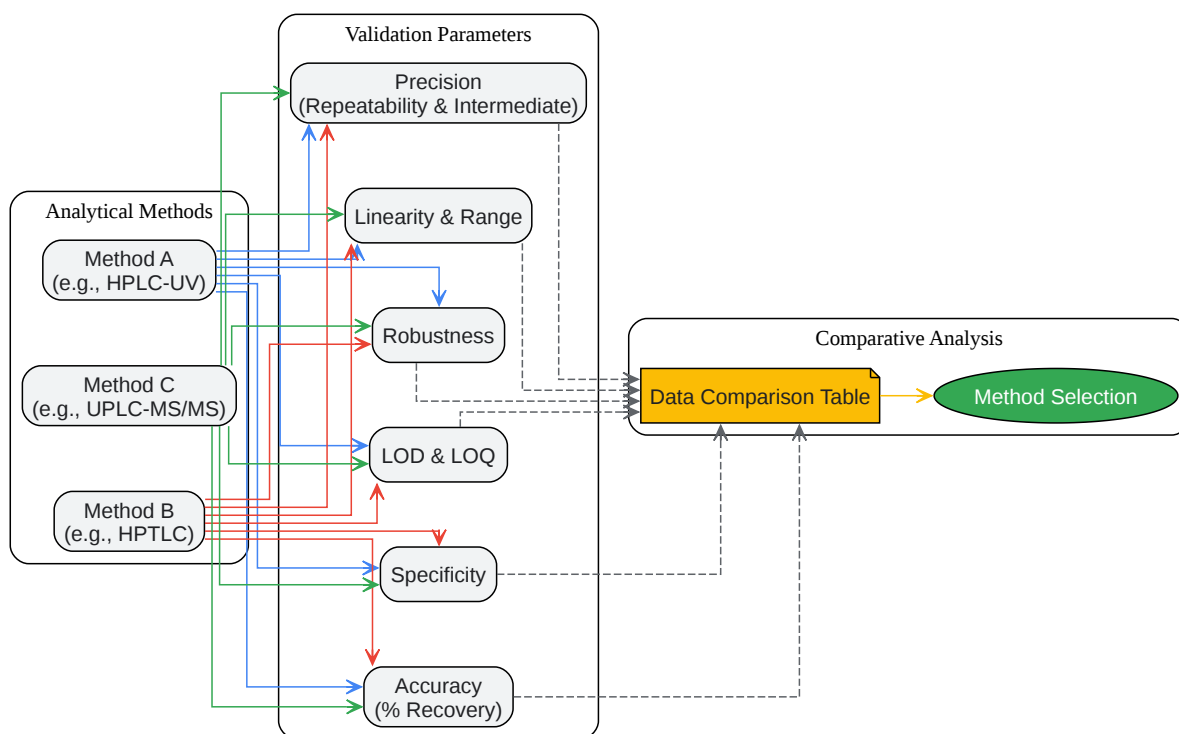 Validation Parameters
Precision
(Repeatability & Intermediate)
Linearity & Range
Robustness
LOD & LOQ
Specificity
Accuracy
(% Recovery)
Analytical Methods
Method A
(e.g., HPLC-UV)
Method C
(e.g., UPLC-MS/MS)
Method B
(e.g., HPTLC)
Comparative Analysis
Data Comparison Table
Method Selection